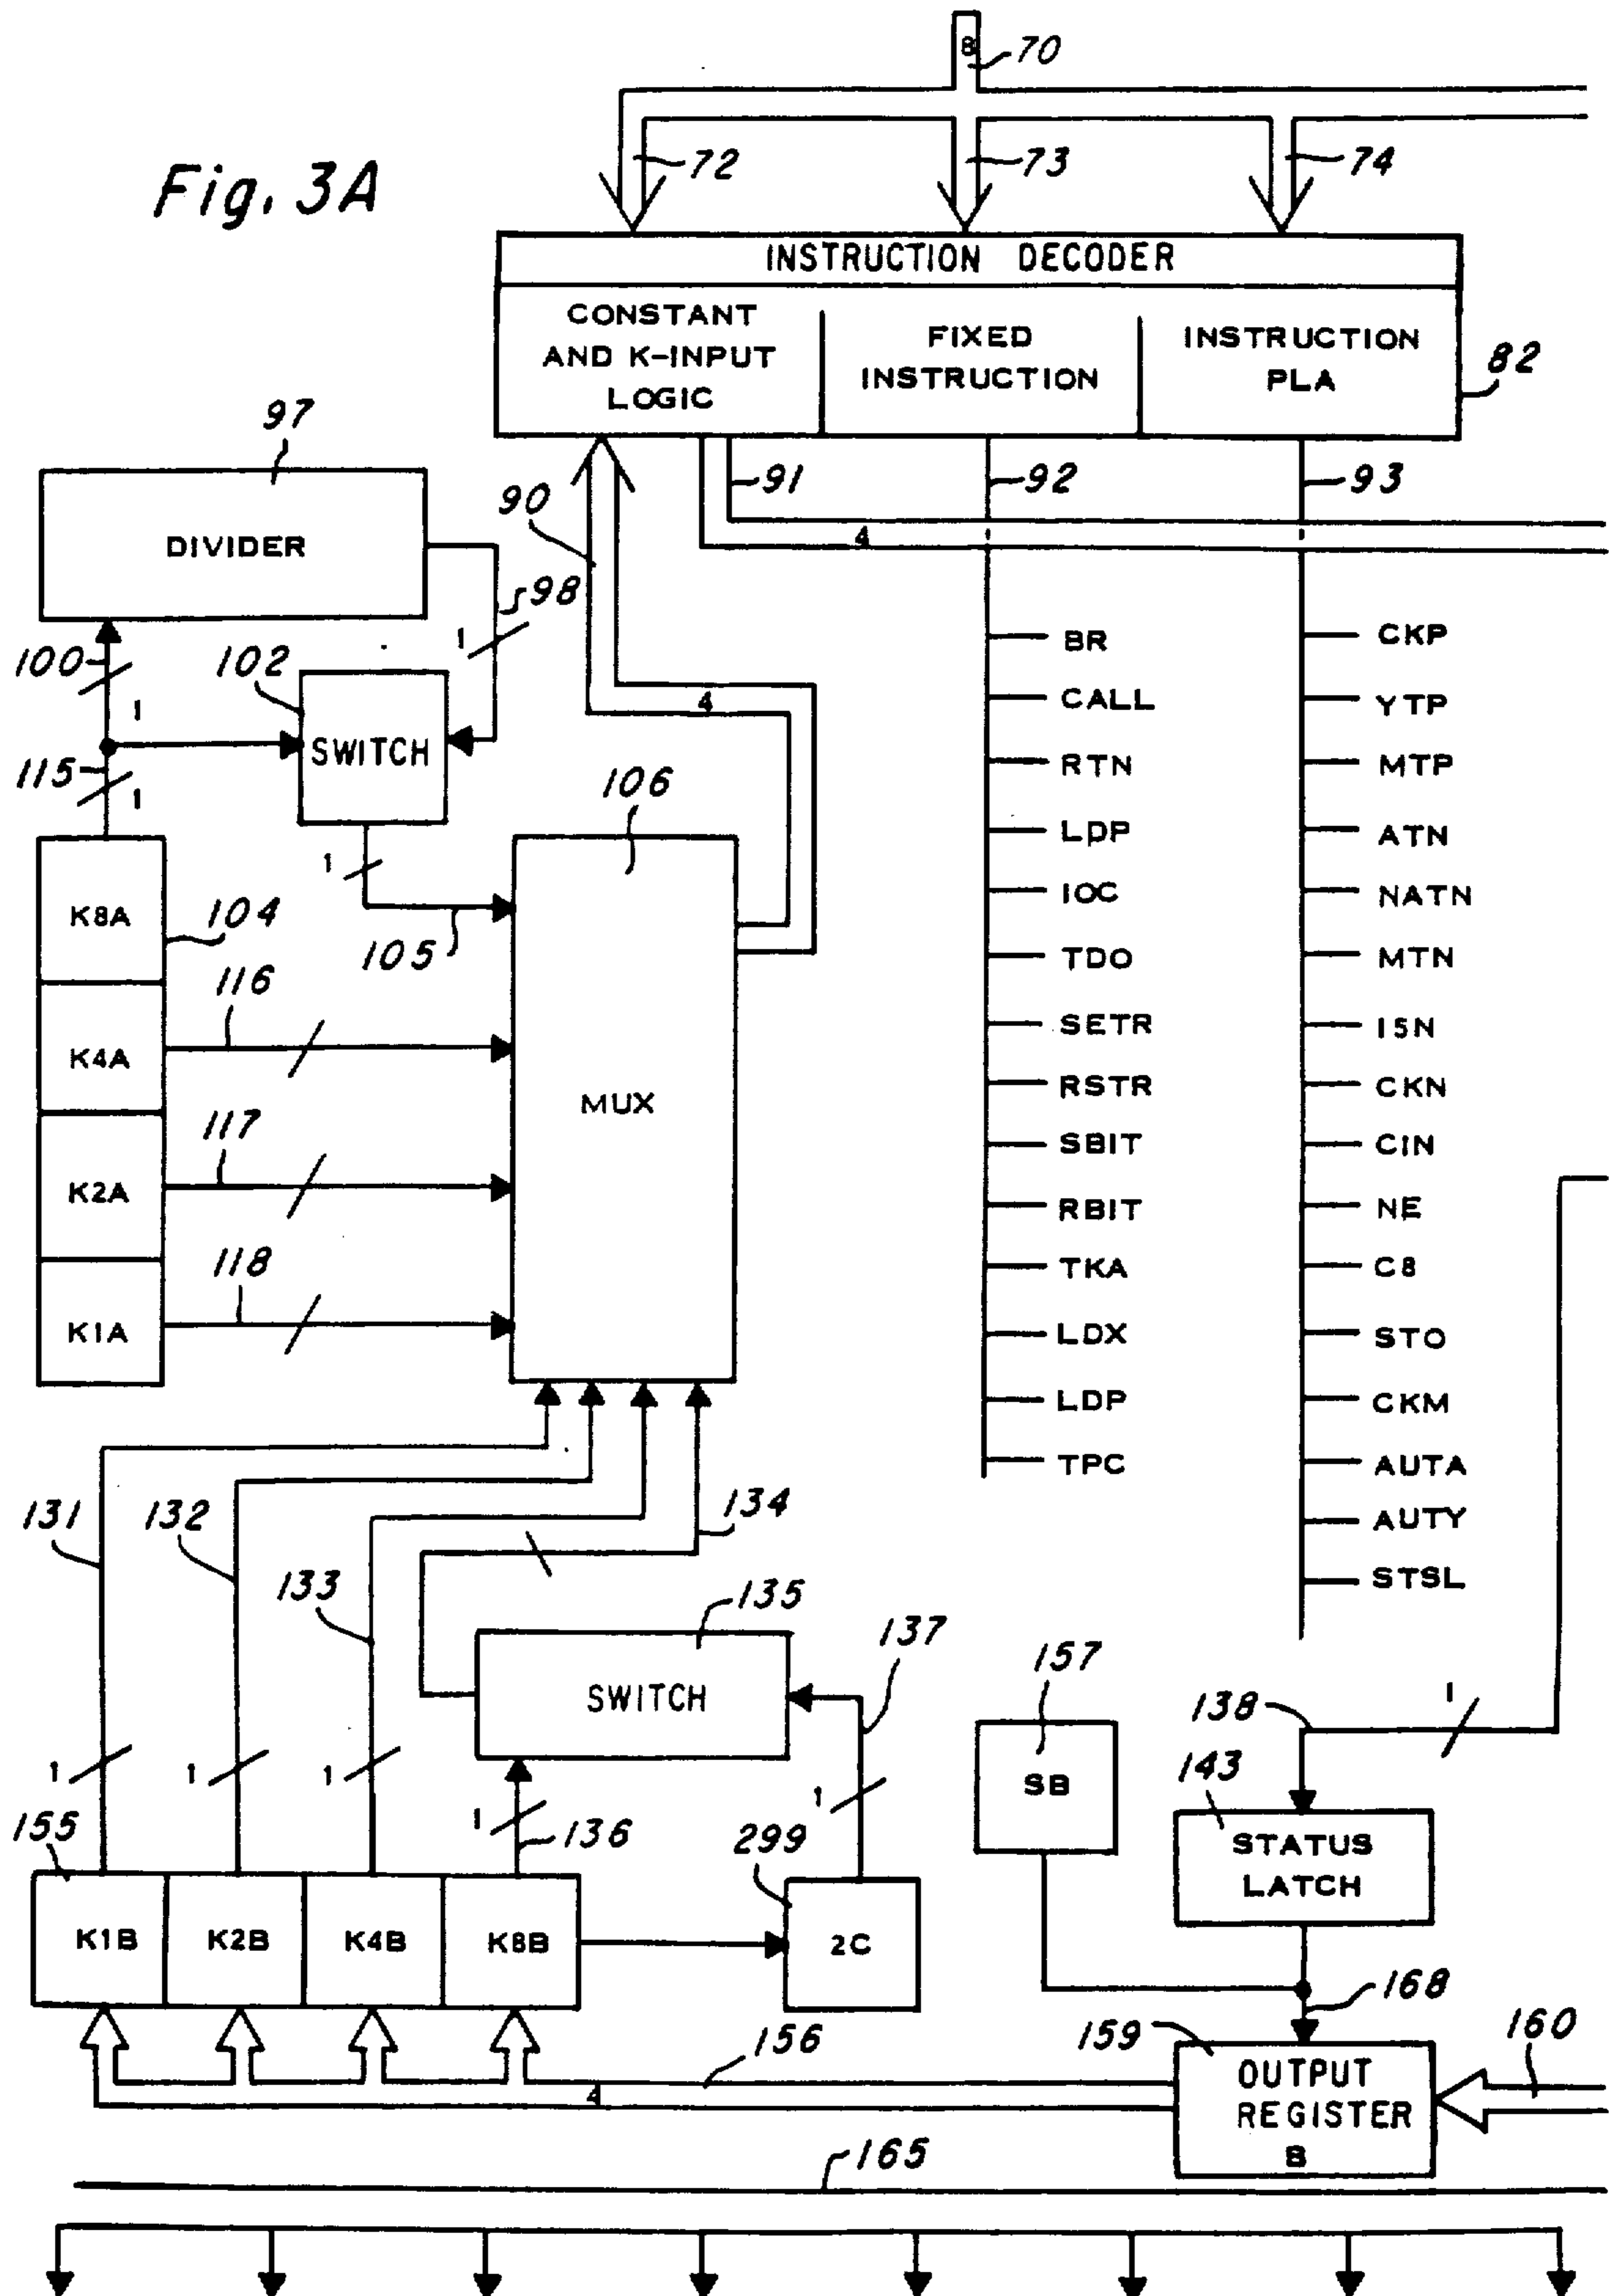 8 70
Fig. 3A
72 73 74
INSTRUCTION DECODER
CONSTANT
AND K-INPUT
LOGIC
FIXED
INSTRUCTION
INSTRUCTION
PLA
82
97
DIVIDER
98
1
100
1
102
SWITCH
115
1
1
105
90
4
91
4
92
93
104
K8A
K4A
K2A
K1A
116
117
118
106
MUX
BR
CALL
RTN
LDP
IOC
TDO
SETR
RSTR
SBIT
RBIT
TKA
LDX
LDP
TPC
CKP
YTP
MTP
ATN
NATN
MTN
15N
CKN
CIN
NE
C8
STO
CKM
AUTA
AUTY
STSL
131
132
133
134
135
SWITCH
137
1
1
1
1
136
1
155
K1B
K2B
K4B
K8B
299
2C
157
SB
138
1
143
STATUS
LATCH
168
156
4
159
OUTPUT
REGISTER
B
160
165